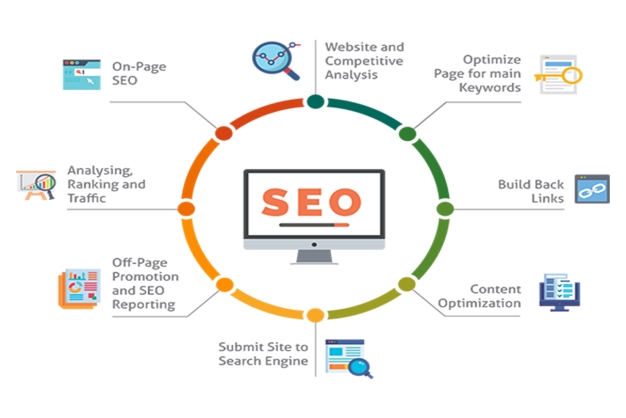 Website and
Competitive
Analysis
Optimize
Page for main
Keywords
Build Back
Links
Content
Optimization
Submit Site to
Search Engine
Off-Page
Promotion
and SEO
Reporting
Analysing,
Ranking and
Traffic
On-Page
SEO
SEO